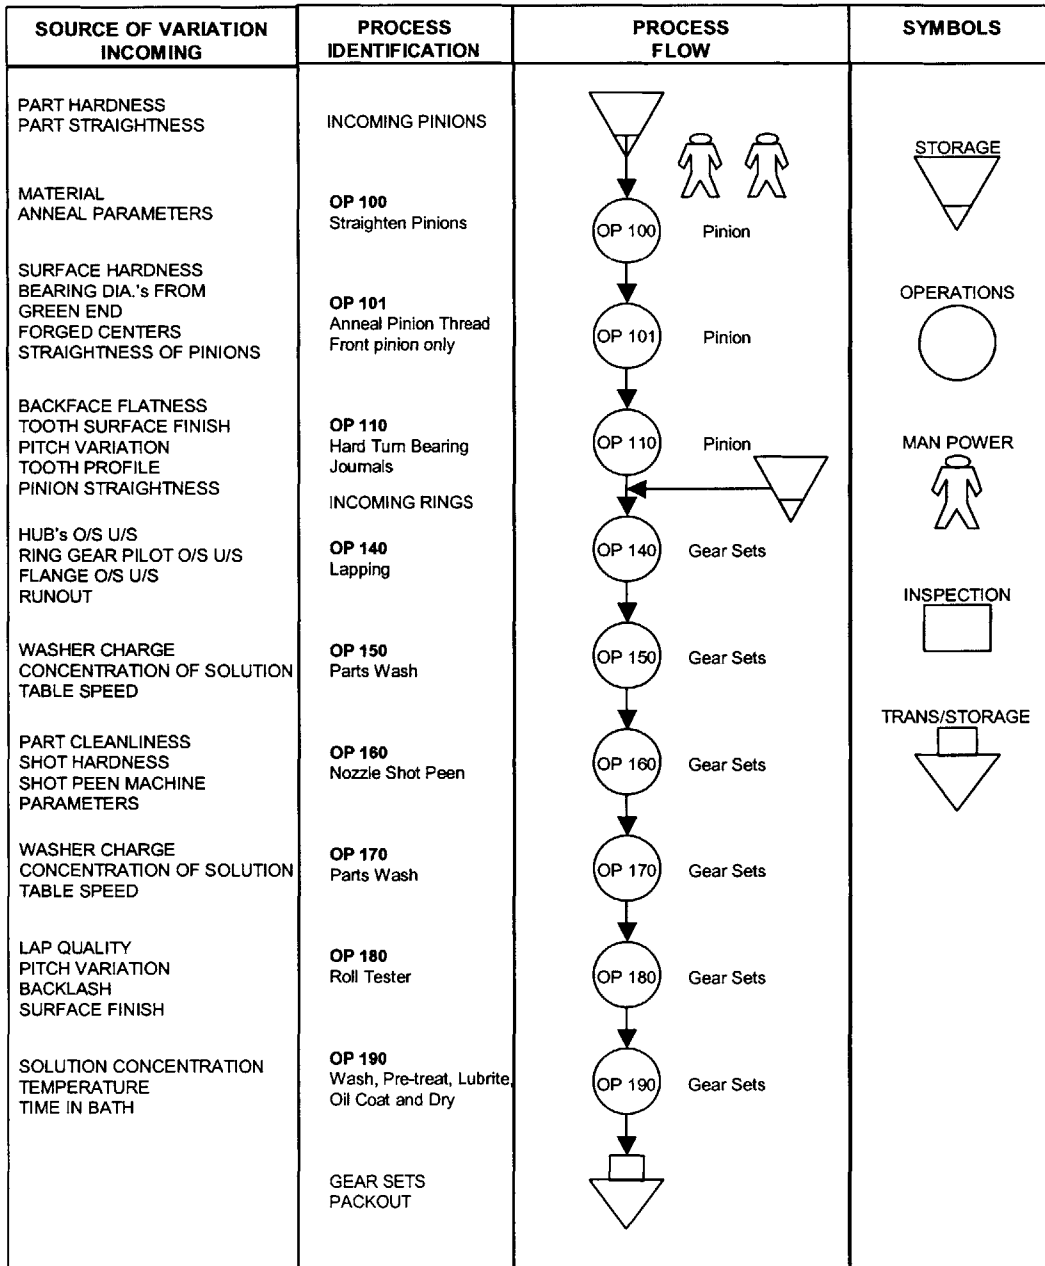 SOURCE OF VARIATION
INCOMING
PROCESS
IDENTIFICATION
PROCESS
FLOW
SYMBOLS
PART HARDNESS
PART STRAIGHTNESS
INCOMING PINIONS
MATERIAL
ANNEAL PARAMETERS
OP 100
Straighten Pinions
OP 100
Pinion
SURFACE HARDNESS
BEARING DIA.'s FROM
GREEN END
FORGED CENTERS
STRAIGHTNESS OF PINIONS
OP 101
Anneal Pinion Thread
Front pinion only
OP 101
Pinion
BACKFACE FLATNESS
TOOTH SURFACE FINISH
PITCH VARIATION
TOOTH PROFILE
PINION STRAIGHTNESS
OP 110
Hard Turn Bearing
Journals
OP 110
Pinion
INCOMING RINGS
HUB's O/S U/S
RING GEAR PILOT O/S U/S
FLANGE O/S U/S
RUNOUT
OP 140
Lapping
OP 140
Gear Sets
WASHER CHARGE
CONCENTRATION OF SOLUTION
TABLE SPEED
OP 150
Parts Wash
OP 150
Gear Sets
PART CLEANLINESS
SHOT HARDNESS
SHOT PEEN MACHINE
PARAMETERS
OP 160
Nozzle Shot Peen
OP 160
Gear Sets
WASHER CHARGE
CONCENTRATION OF SOLUTION
TABLE SPEED
OP 170
Parts Wash
OP 170
Gear Sets
LAP QUALITY
PITCH VARIATION
BACKLASH
SURFACE FINISH
OP 180
Roll Tester
OP 180
Gear Sets
SOLUTION CONCENTRATION
TEMPERATURE
TIME IN BATH
OP 190
Wash, Pre-treat, Lubrite,
Oil Coat and Dry
OP 190
Gear Sets
GEAR SETS
PACKOUT
STORAGE
OPERATIONS
MAN POWER
INSPECTION
TRANS/STORAGE